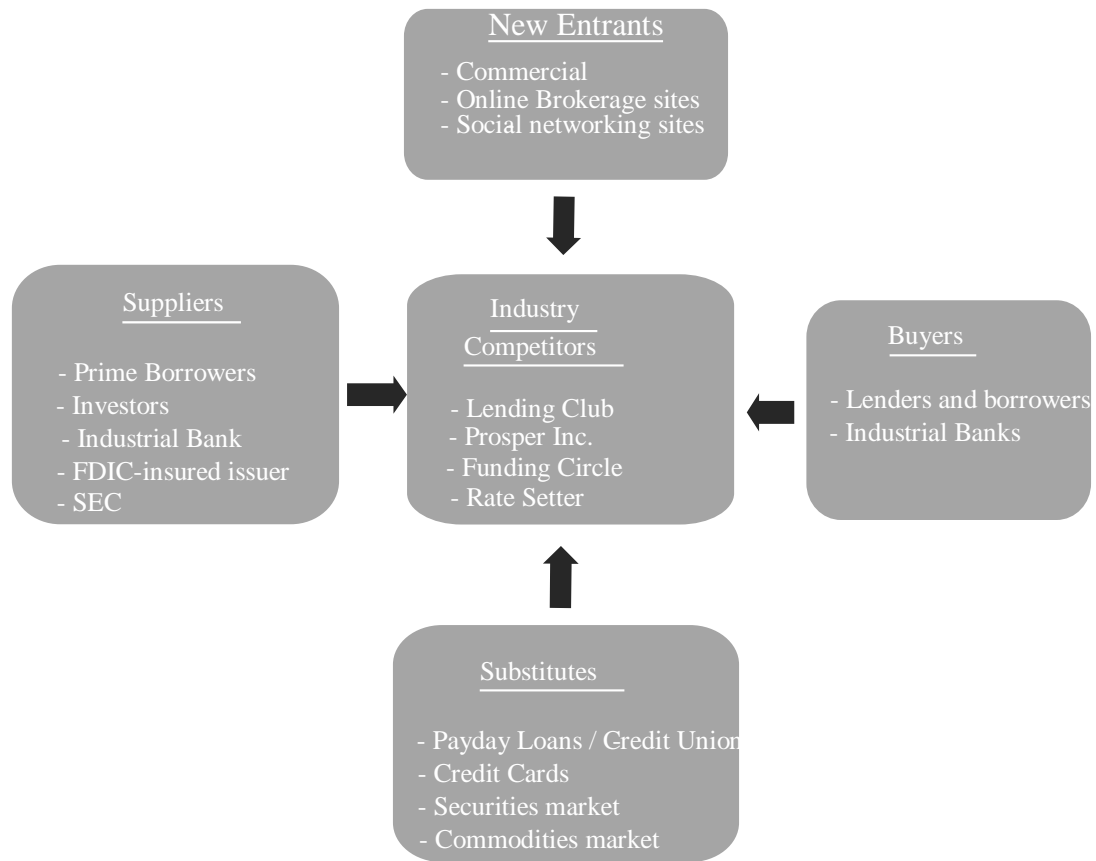 New Entrants
- Commercial
- Online Brokerage sites
- Social networking sites
Suppliers
- Prime Borrowers
- Investors
- Industrial Bank
- FDIC-insured issuer
- SEC
Industry
Competitors
- Lending Club
- Prosper Inc.
- Funding Circle
- Rate Setter
Buyers
- Lenders and borrowers
- Industrial Banks
Substitutes
- Payday Loans / Credit Union
- Credit Cards
- Securities market
- Commodities market